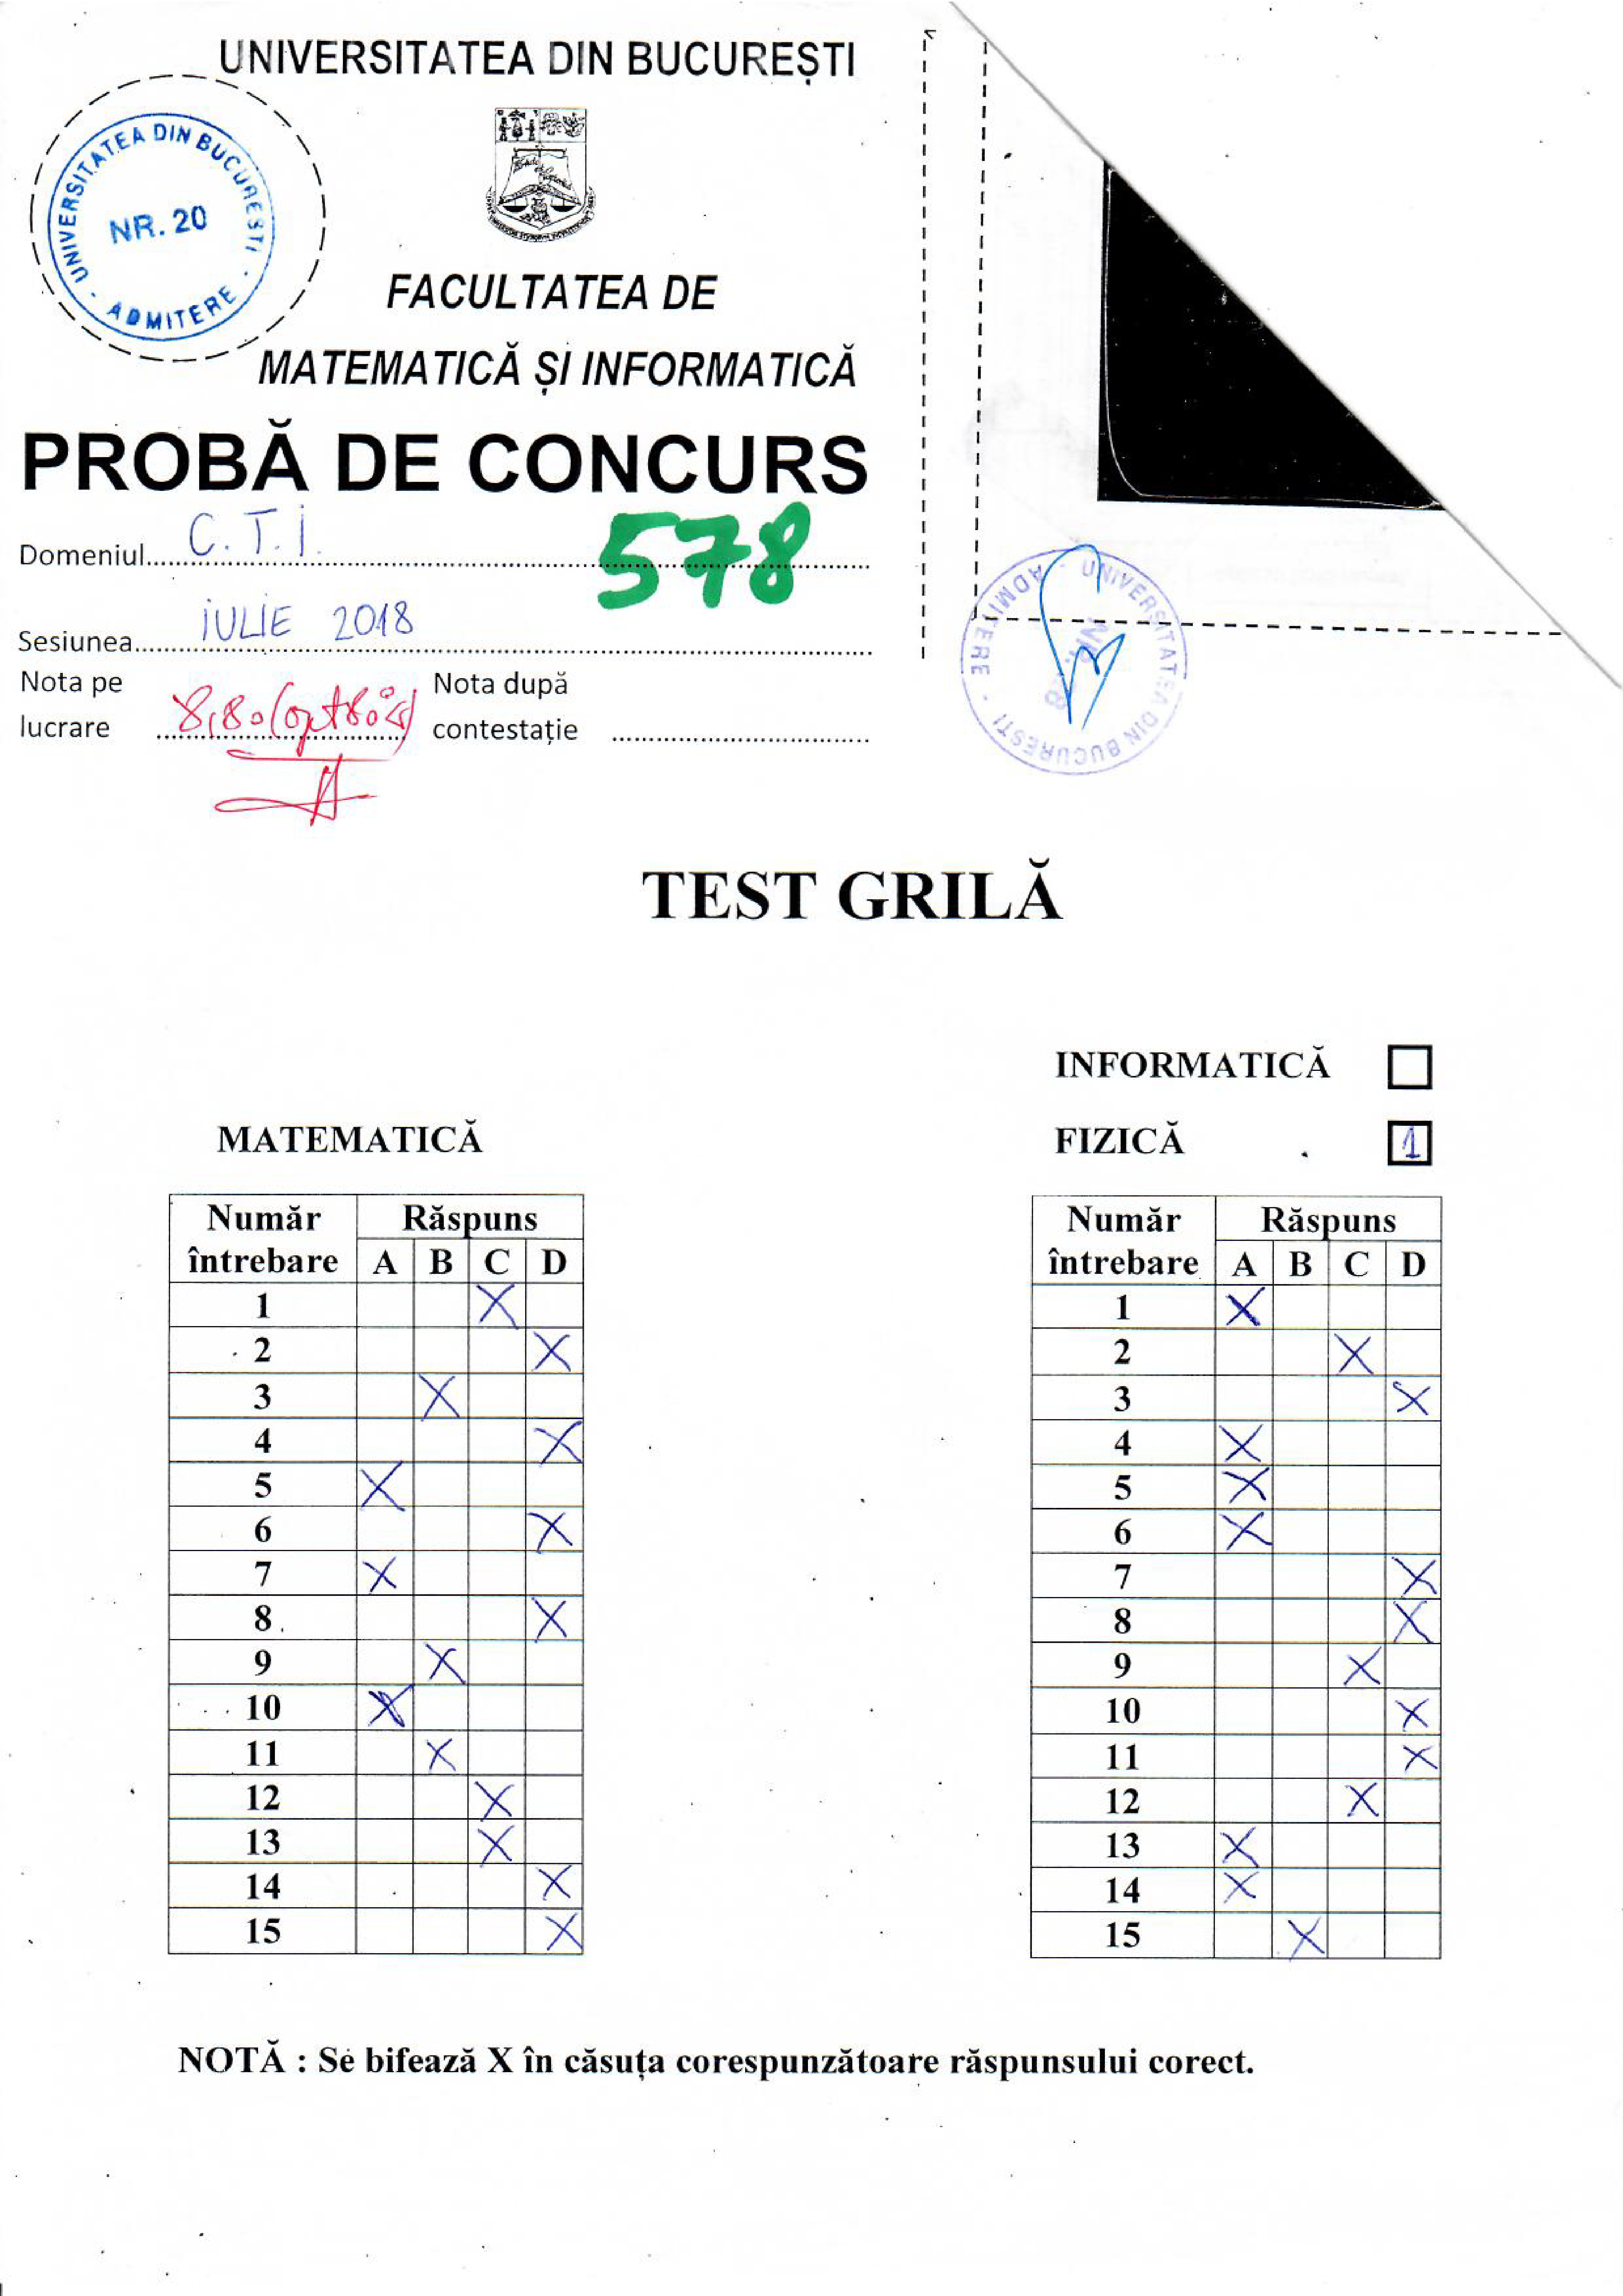 UNIVERSITATEA DIN BUCUREȘTI
UNIVERSITATEA DIN BUCURESTI - ADMITERE -
NR. 20
FACULTATEA DE
MATEMATICĂ ȘI INFORMATICĂ
PROBĂ DE CONCURS
Domeniul C.T.I. 578
Sesiunea IULIE 2018
Nota pe Nota după
lucrare 8,80 (opt 80%) contestație
UNIVERSITATEA DIN BUCURESTI - ADMITERE -
TEST GRILĂ
INFORMATICĂ
MATEMATICĂ FIZICĂ 1
Număr Răspuns Număr Răspuns
întrebare A B C D întrebare A B C D
1 X 1 X
2 X 2 X
3 X 3 X
4 X 4 X
5 X 5 X
6 X 6 X
7 X 7 X
8 X 8 X
9 X 9 X
10 X 10 X
11 X 11 X
12 X 12 X
13 X 13 X
14 X 14 X
15 X 15 X
NOTĂ : Se bifează X în căsuța corespunzătoare răspunsului corect.